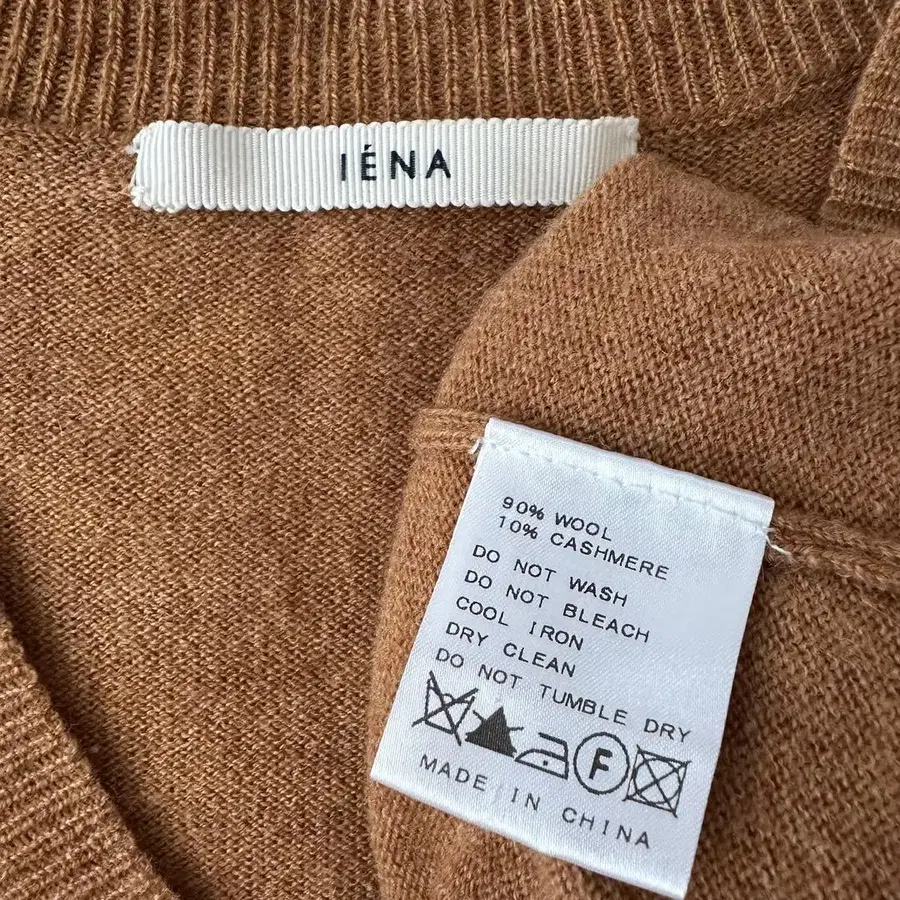 IÉNA
90% WOOL
10% CASHMERE
DO NOT WASH
DO NOT BLEACH
COOL IRON
DRY CLEAN
DO NOT TUMBLE DRY
F
MADE IN CHINA